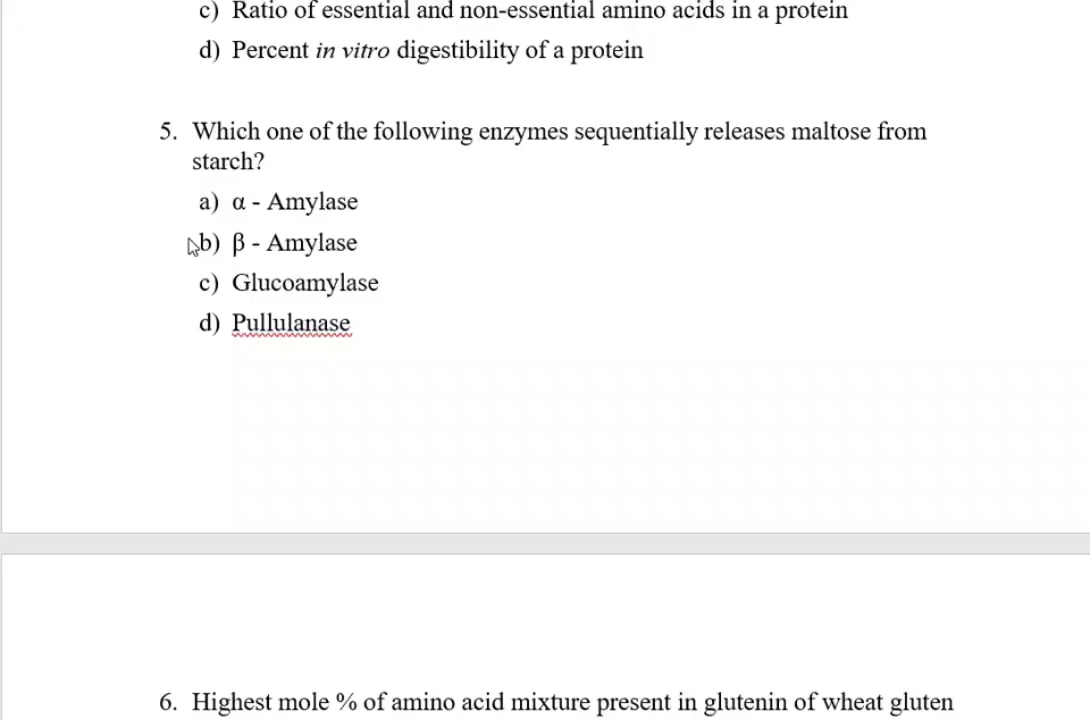 c) Ratio of essential and non-essential amino acids in a protein
d) Percent in vitro digestibility of a protein
5. Which one of the following enzymes sequentially releases maltose from
starch?
a) α - Amylase
b) β - Amylase
c) Glucoamylase
d) Pullulanase
6. Highest mole % of amino acid mixture present in glutenin of wheat gluten